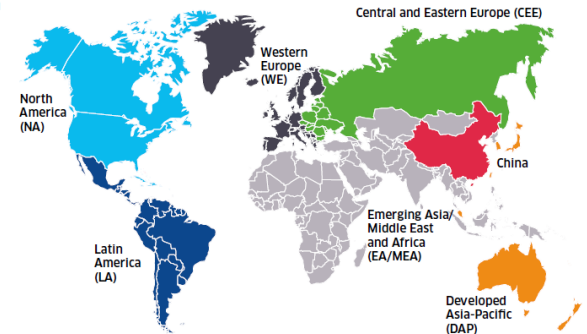 Central and Eastern Europe (CEE)
Western
Europe
(WE)
North
America
(NA)
China
Emerging Asia/
Middle East
and Africa
(EA/MEA)
Latin
America
(LA)
Developed
Asia-Pacific
(DAP)